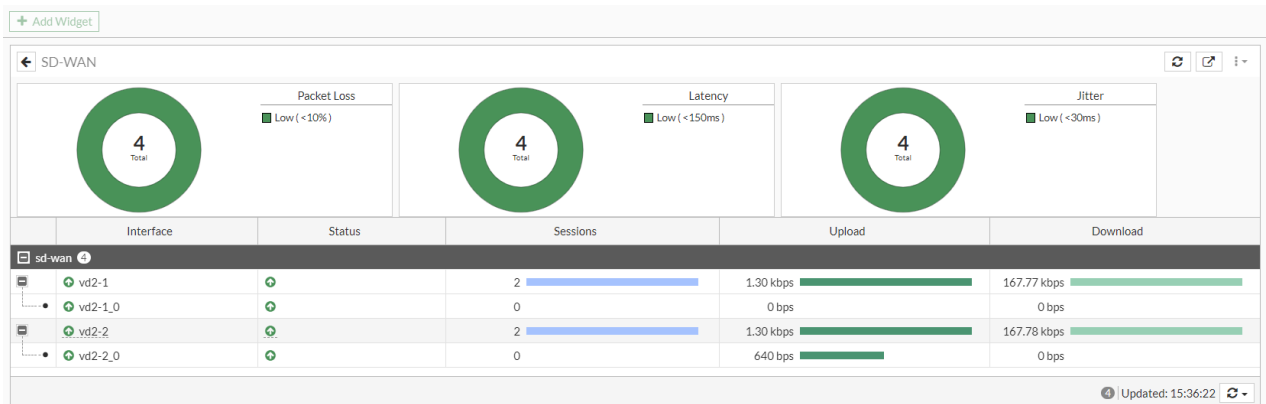 + Add Widget
SD-WAN
Packet Loss
Low ( <10% )
4
Total
Latency
Low ( <150ms )
4
Total
Jitter
Low ( <30ms )
4
Total
Interface Status Sessions Upload Download
sd-wan 4
vd2-1 2 1.30 kbps 167.77 kbps
vd2-1_0 0 0 bps 0 bps
vd2-2 2 1.30 kbps 167.78 kbps
vd2-2_0 0 640 bps 0 bps
4 Updated: 15:36:22